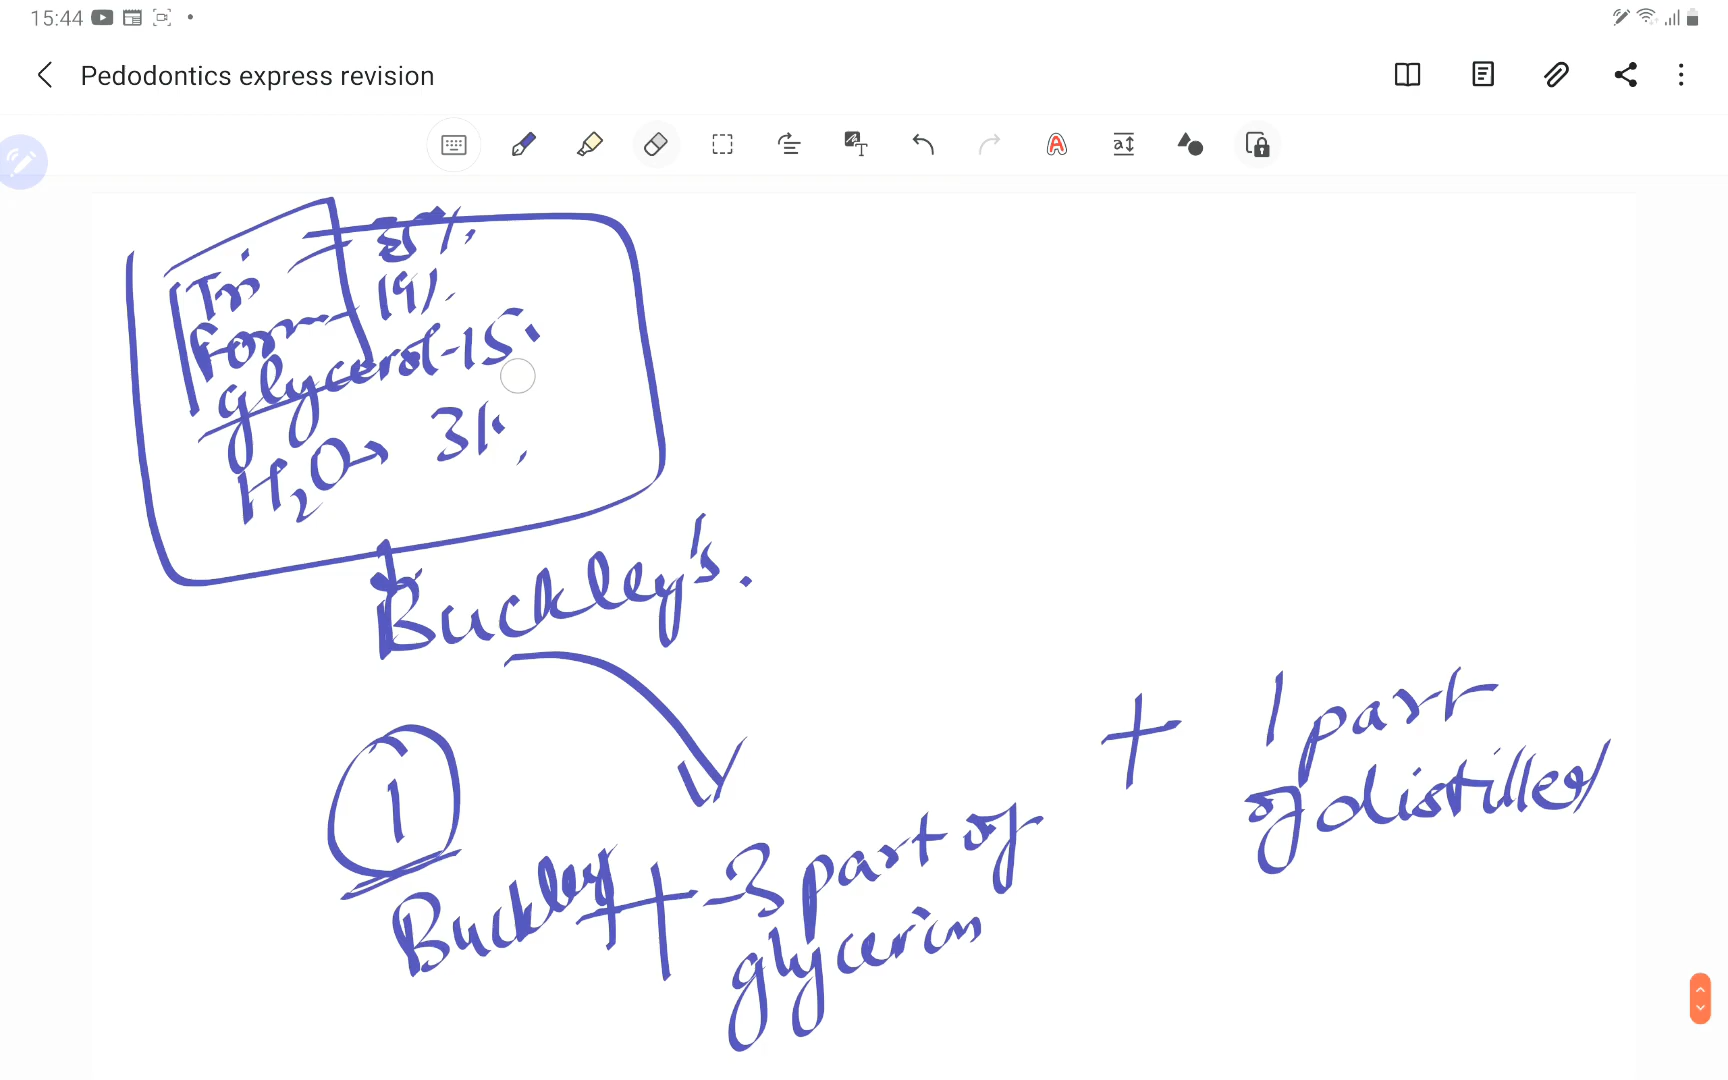 15:44
Pedodontics express revision
Tri 35%.
Form 19%.
glycerol - 15.
H2O → 31%.
Buckley's.
1
Buckley + 3 part of
glycerin
+ 1 part
of distilled